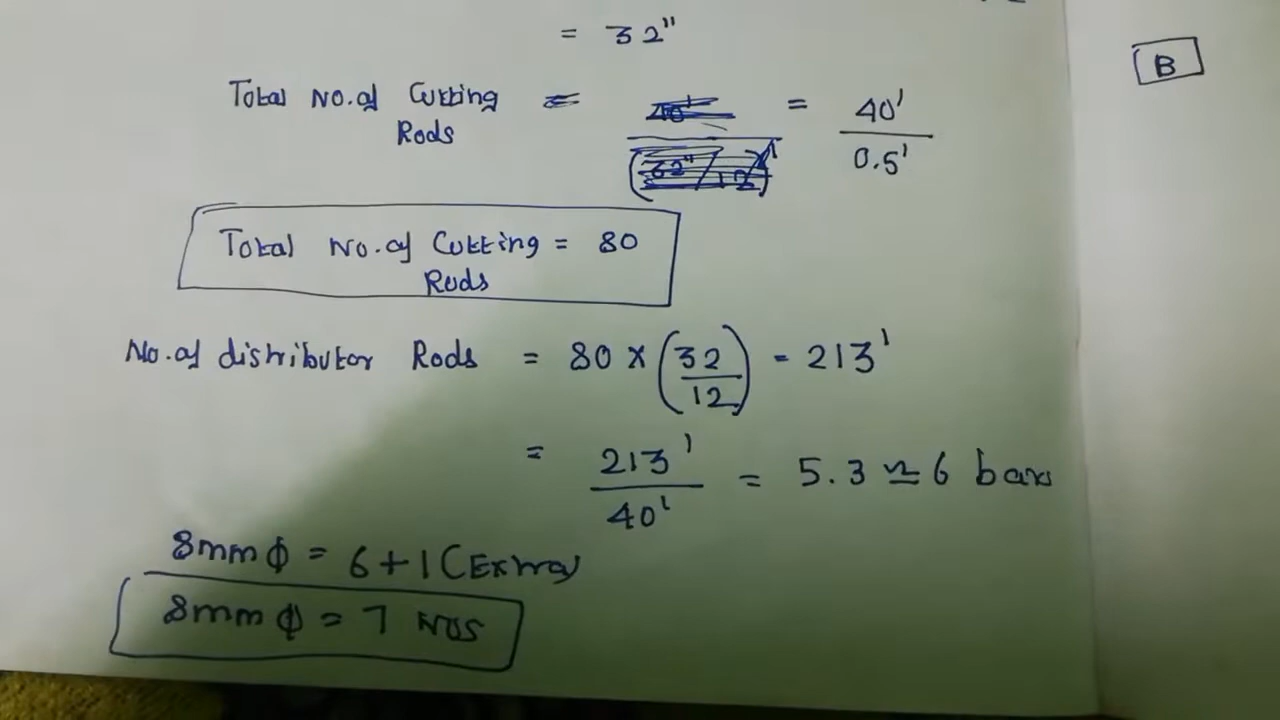 = 32"
B
Total No. of Cutting Rods = = 40' / 0.5'
Total No. of Cutting Rods = 80
No. of distributor Rods = 80 × (32/12) = 213'
= 213' / 40' = 5.3 ≃ 6 bars
8mm ϕ = 6+1 (Extra)
8mm ϕ = 7 Nos